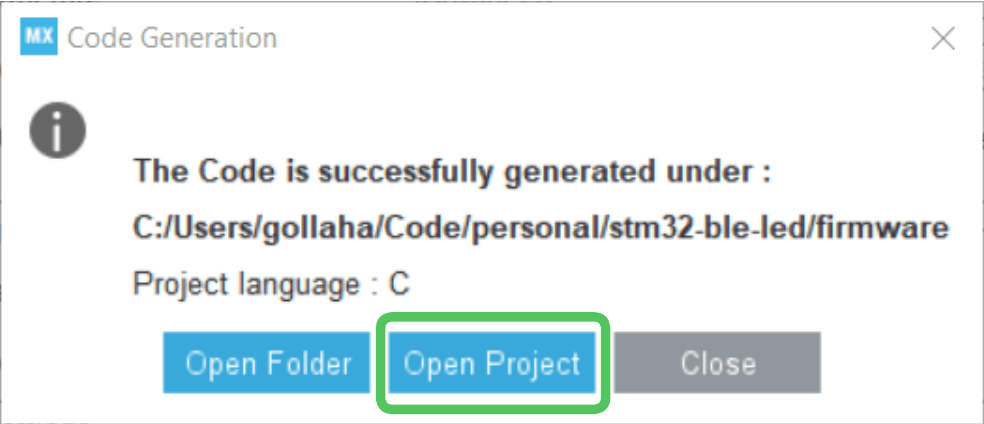 MX Code Generation
The Code is successfully generated under :
C:/Users/gollaha/Code/personal/stm32-ble-led/firmware
Project language : C
Open Folder Open Project Close